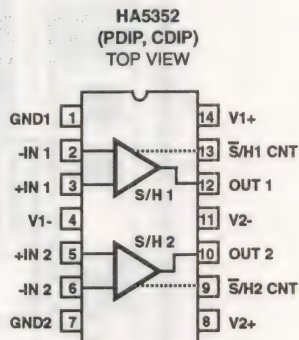 HA5352
(PDIP, CDIP)
TOP VIEW
GND1 1 14 V1+
-IN 1 2 13 S̅/H1 CNT
+IN 1 3 12 OUT 1
S/H 1
V1- 4 11 V2-
S/H 2
+IN 2 5 10 OUT 2
-IN 2 6 9 S̅/H2 CNT
GND2 7 8 V2+